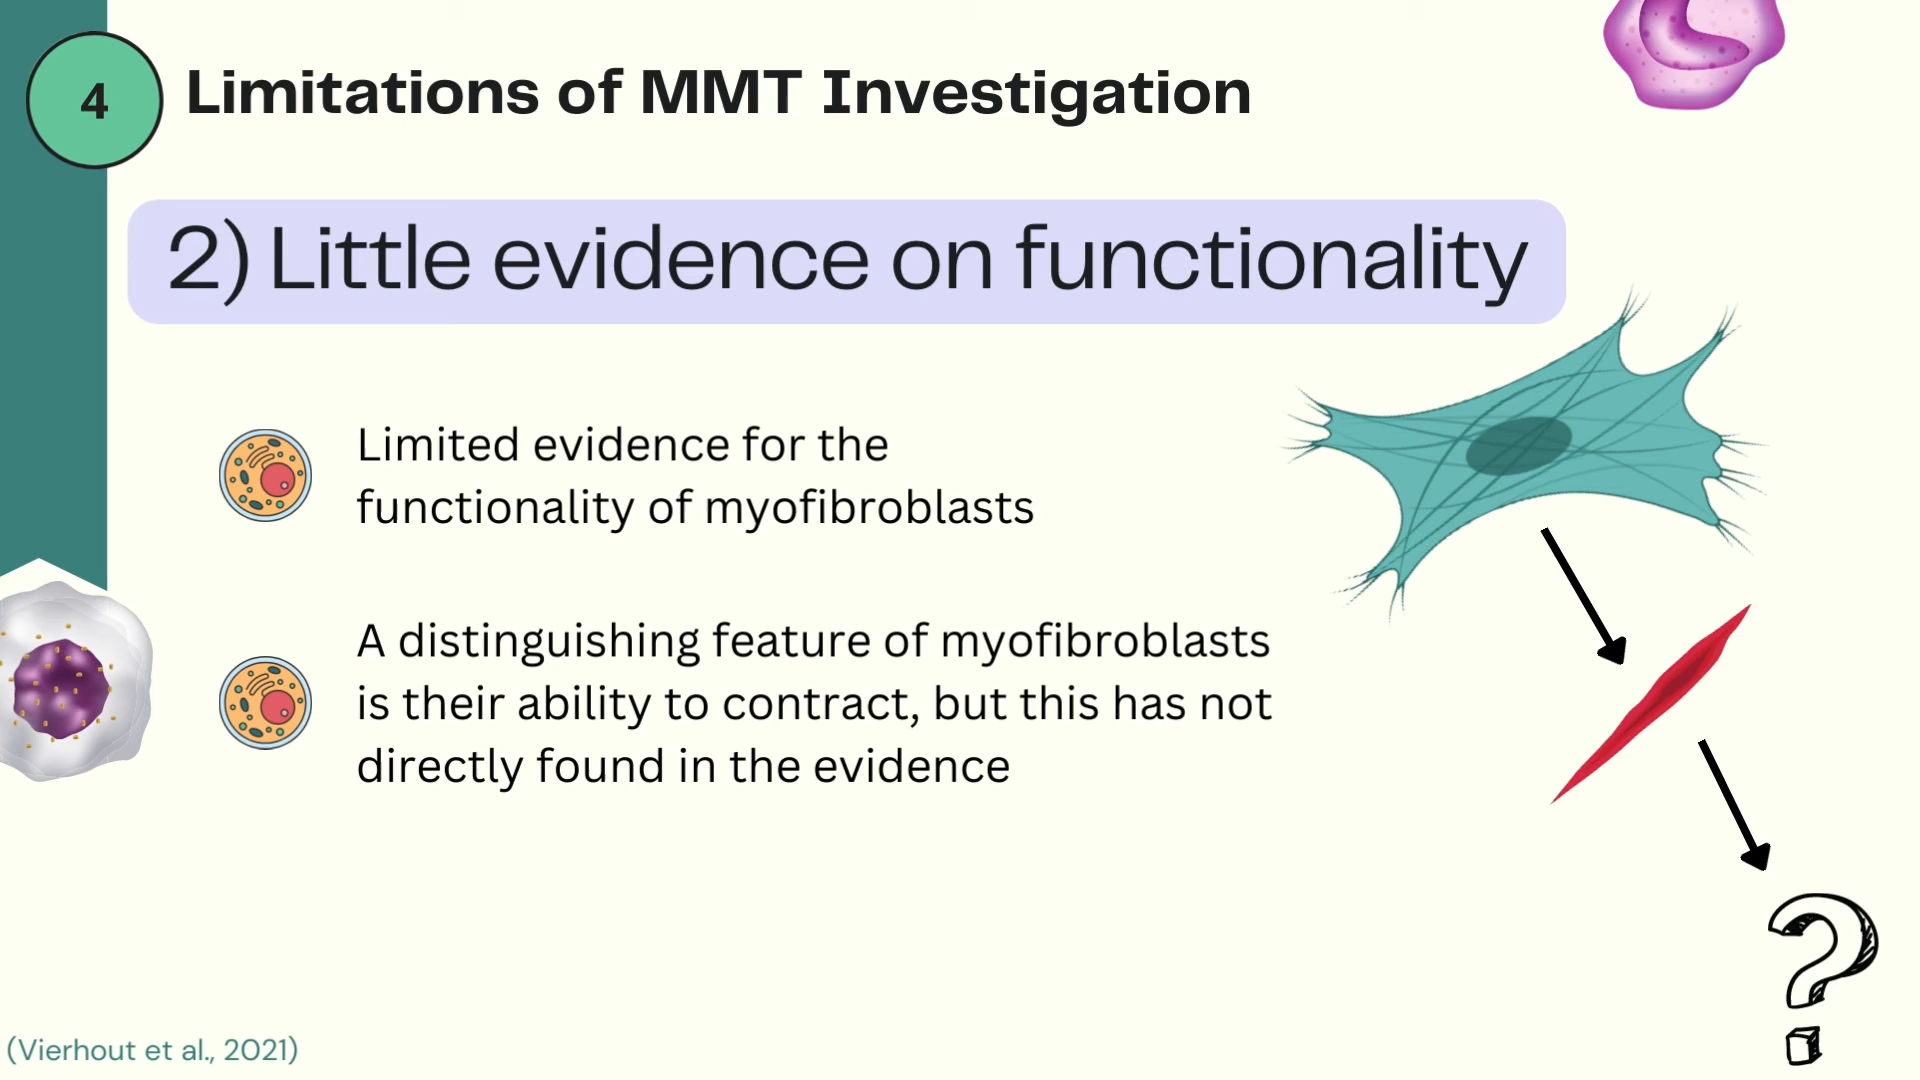 4
Limitations of MMT Investigation
2) Little evidence on functionality
Limited evidence for the
functionality of myofibroblasts
A distinguishing feature of myofibroblasts
is their ability to contract, but this has not
directly found in the evidence
?
(Vierhout et al., 2021)